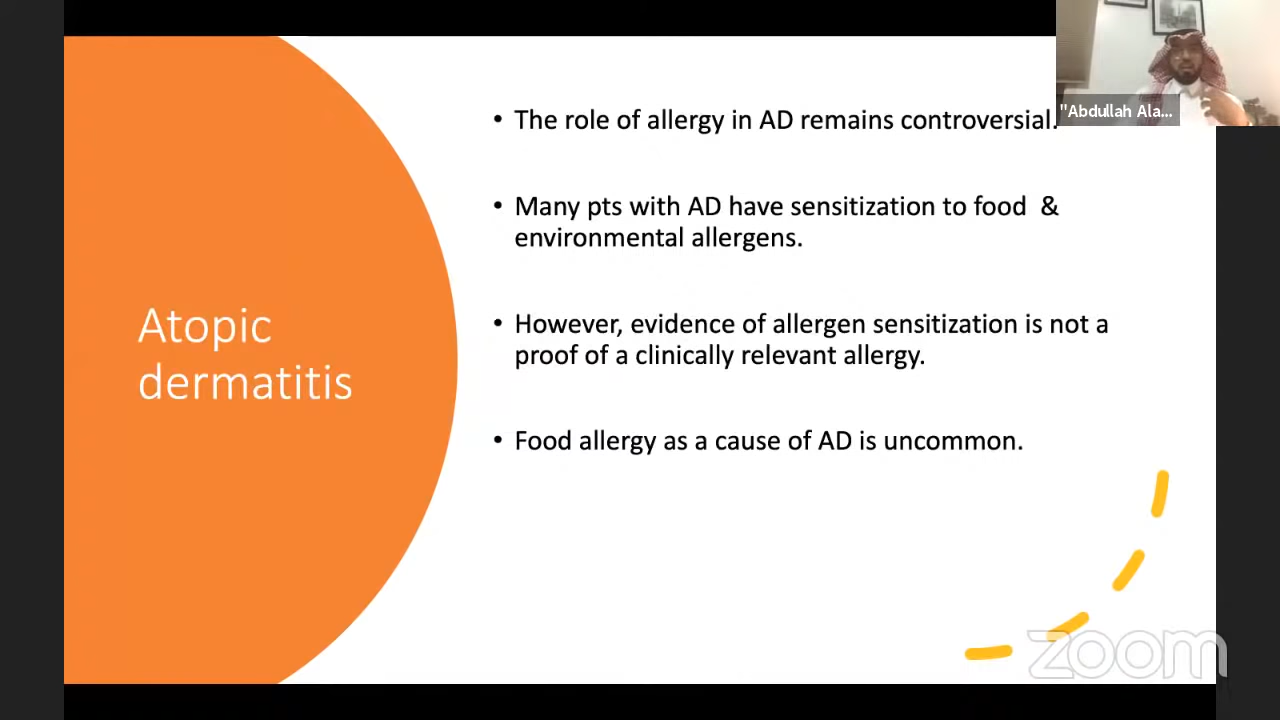 "Abdullah Ala...
• The role of allergy in AD remains controversial.
• Many pts with AD have sensitization to food &
environmental allergens.
• However, evidence of allergen sensitization is not a
proof of a clinically relevant allergy.
• Food allergy as a cause of AD is uncommon.
Atopic
dermatitis
zoom